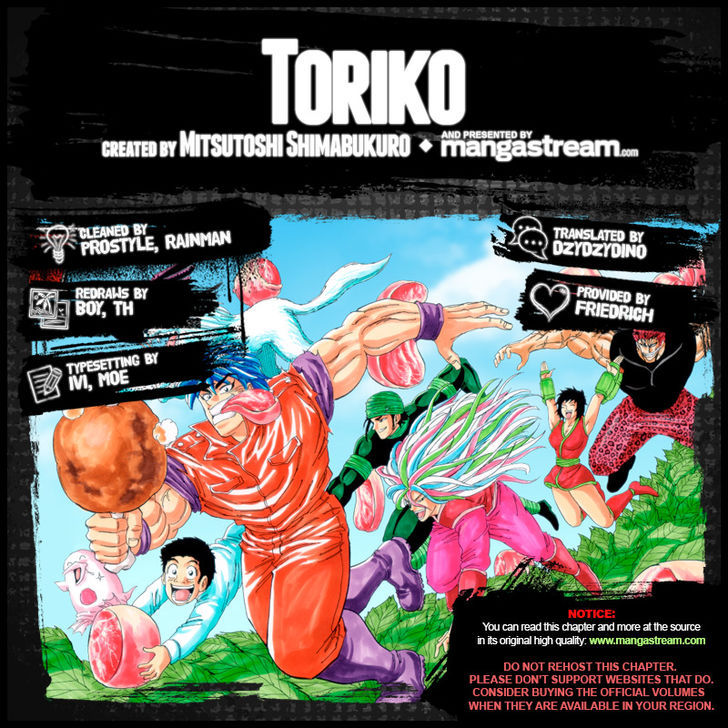 TORIKO
CREATED BY MITSUTOSHI SHIMABUKURO ◆ AND PRESENTED BY mangastream.com
CLEANED BY
PROSTYLE, RAINMAN
TRANSLATED BY
DZYDZYDINO
REDRAWS BY
BOY, TH
PROVIDED BY
FRIEDRICH
TYPESETTING BY
IVI, MOE
NOTICE:
You can read this chapter and more at the source
in its original high quality: www.mangastream.com
DO NOT REHOST THIS CHAPTER.
PLEASE DON'T SUPPORT WEBSITES THAT DO.
CONSIDER BUYING THE OFFICIAL VOLUMES
WHEN THEY ARE AVAILABLE IN YOUR REGION.